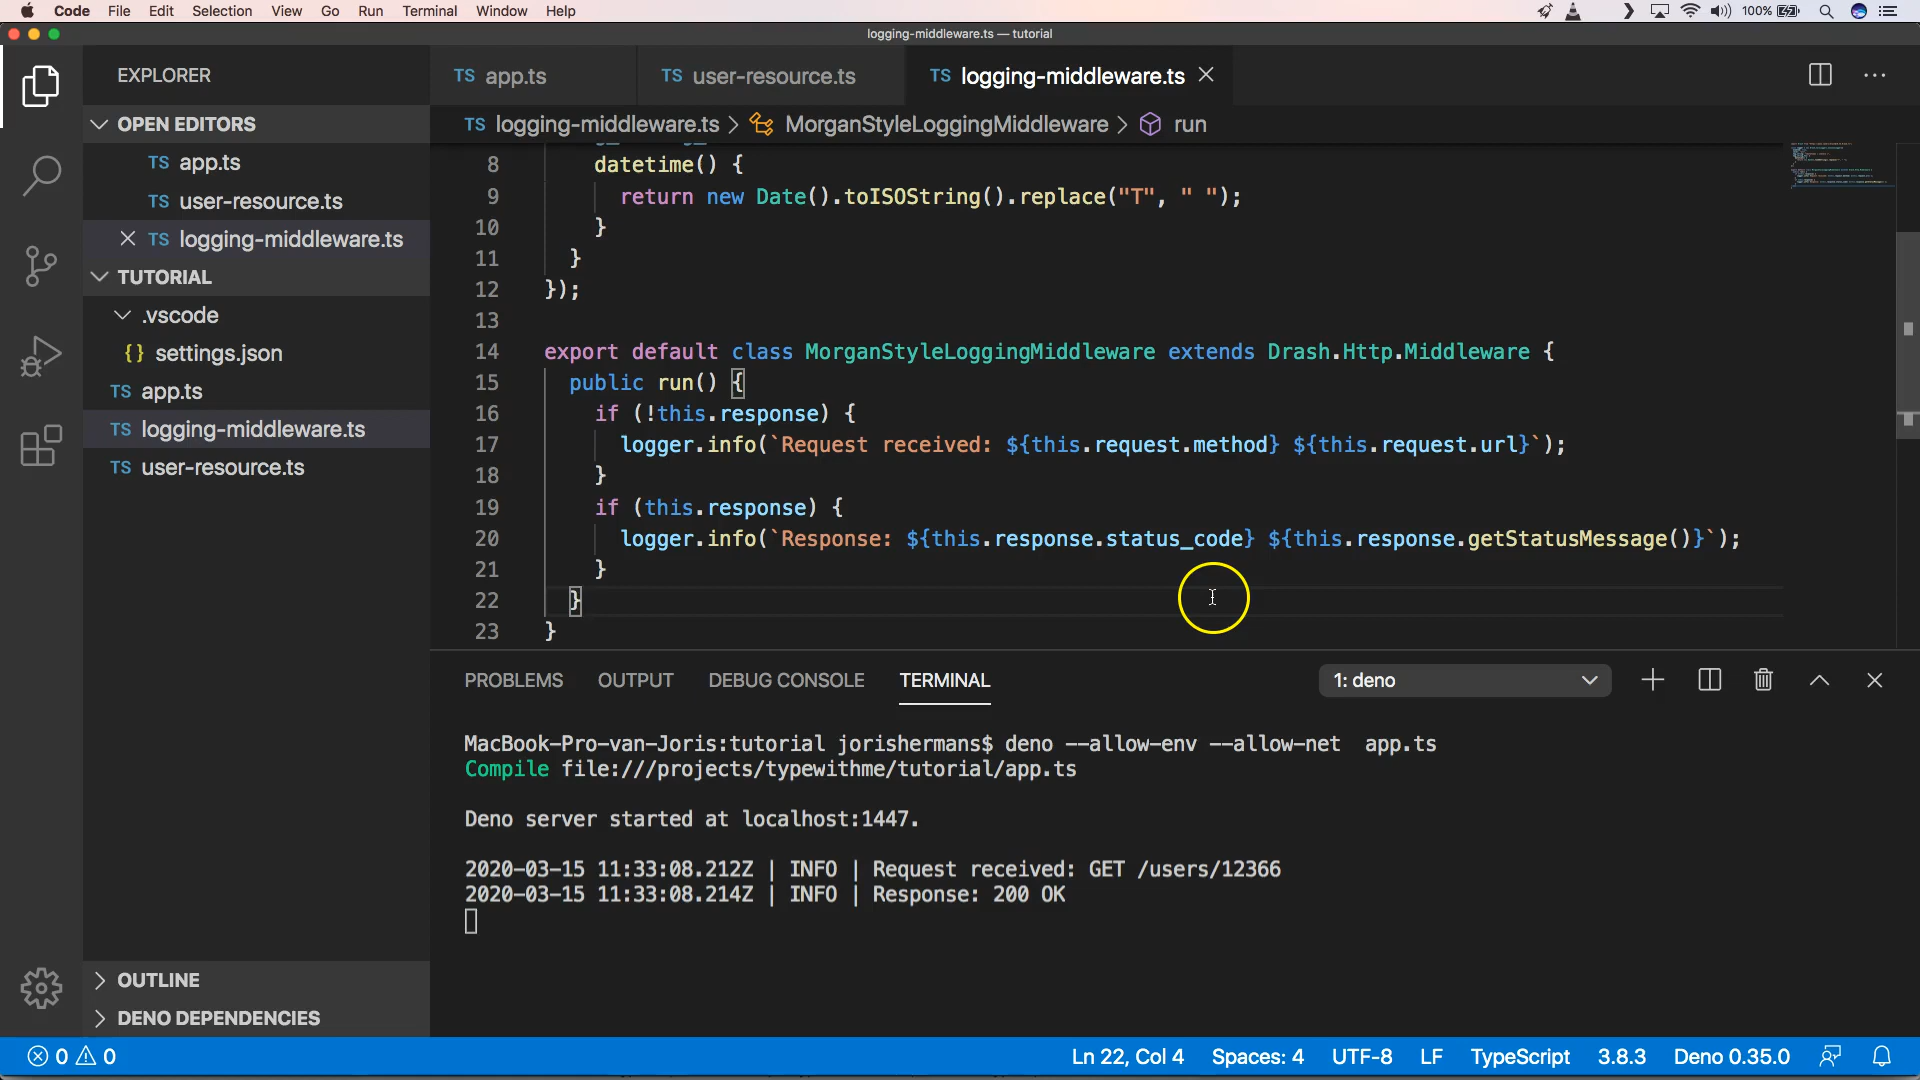 Code File Edit Selection View Go Run Terminal Window Help 100%
logging-middleware.ts — tutorial
EXPLORER
OPEN EDITORS
TS app.ts
TS user-resource.ts
TS logging-middleware.ts
TUTORIAL
.vscode
{} settings.json
TS app.ts
TS logging-middleware.ts
TS user-resource.ts
OUTLINE
DENO DEPENDENCIES
TS app.ts TS user-resource.ts TS logging-middleware.ts
TS logging-middleware.ts > MorganStyleLoggingMiddleware > run
8 datetime() {
9 return new Date().toISOString().replace("T", " ");
10 }
11 }
12 });
13
14 export default class MorganStyleLoggingMiddleware extends Drash.Http.Middleware {
15 public run() {
16 if (!this.response) {
17 logger.info(`Request received: ${this.request.method} ${this.request.url}`);
18 }
19 if (this.response) {
20 logger.info(`Response: ${this.response.status_code} ${this.response.getStatusMessage()}`);
21 }
22 }
23 }
PROBLEMS OUTPUT DEBUG CONSOLE TERMINAL 1: deno
MacBook-Pro-van-Joris:tutorial jorishermans$ deno --allow-env --allow-net  app.ts
Compile file:///projects/typewithme/tutorial/app.ts
Deno server started at localhost:1447.
2020-03-15 11:33:08.212Z | INFO | Request received: GET /users/12366
2020-03-15 11:33:08.214Z | INFO | Response: 200 OK
0 0 Ln 22, Col 4 Spaces: 4 UTF-8 LF TypeScript 3.8.3 Deno 0.35.0